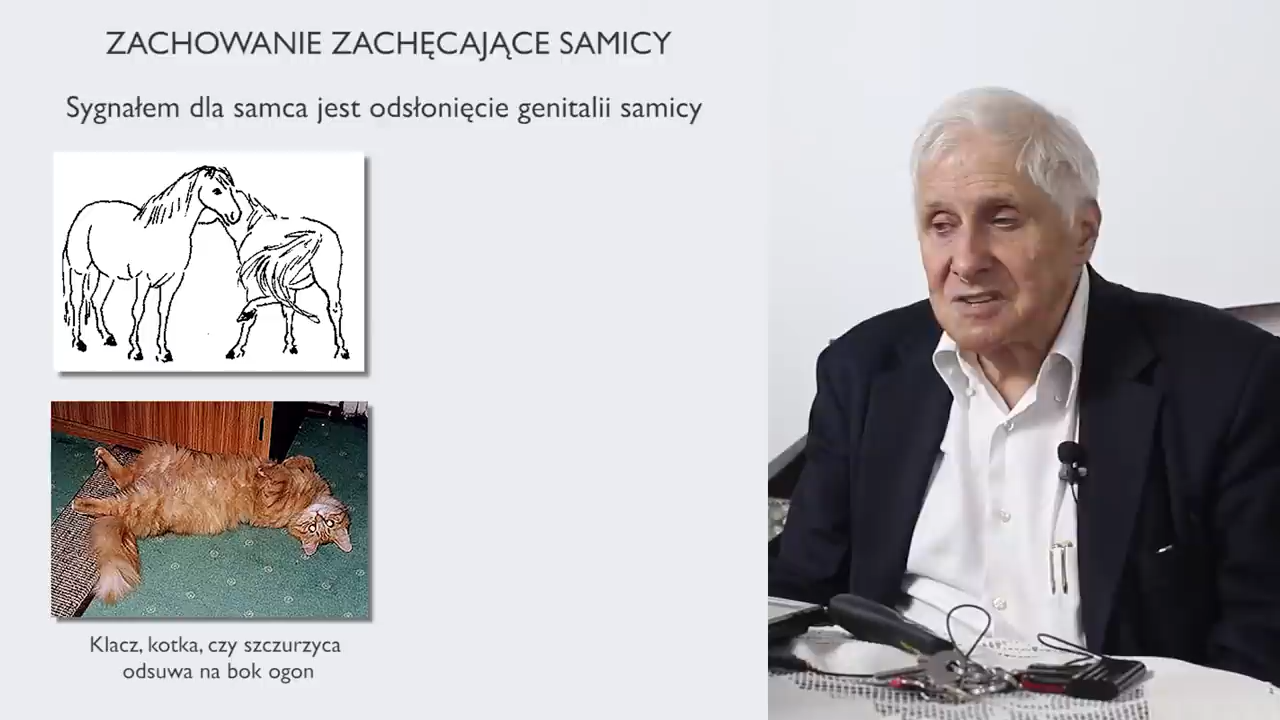 ZACHOWANIE ZACHĘCAJĄCE SAMICY
Sygnałem dla samca jest odsłonięcie genitalii samicy
Klacz, kotka, czy szczurzyca
odsuwa na bok ogon